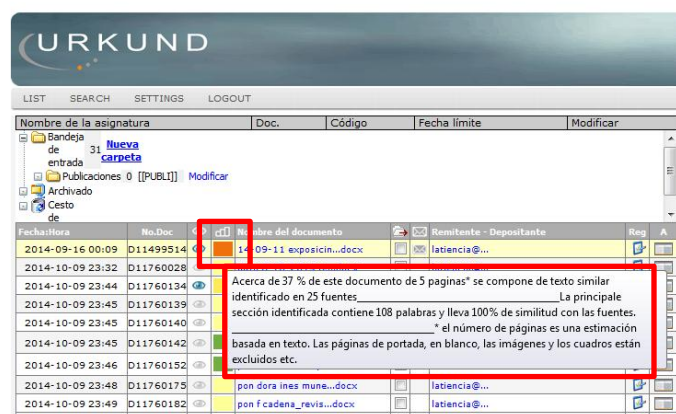 URKUND
LIST SEARCH SETTINGS LOGOUT
Nombre de la asignatura Doc. Código Fecha límite Modificar
Bandeja
de
entrada
31 Nueva
carpeta
Publicaciones 0 [[PUBLI]] Modificar
Archivado
Cesto
de
Fecha:Hora No.Doc Nombre del documento Remitente - Depositante Reg A
2014-09-16 00:09 D11499514 14-09-11 exposicin...docx latiencia@...
2014-10-09 23:32 D11760028
2014-10-09 23:44 D11760134
2014-10-09 23:45 D11760139
2014-10-09 23:45 D11760140
2014-10-09 23:45 D11760142
2014-10-09 23:46 D11760152
Acerca de 37 % de este documento de 5 paginas* se compone de texto similar
identificado en 25 fuentes La principale
sección identificada contiene 108 palabras y lleva 100% de similitud con las fuentes.
* el número de páginas es una estimación
basada en texto. Las páginas de portada, en blanco, las imágenes y los cuadros están
excluidos etc.
2014-10-09 23:48 D11760175 pon dora ines mune...docx latiencia@...
2014-10-09 23:49 D11760182 pon f cadena_revis...docx latiencia@...